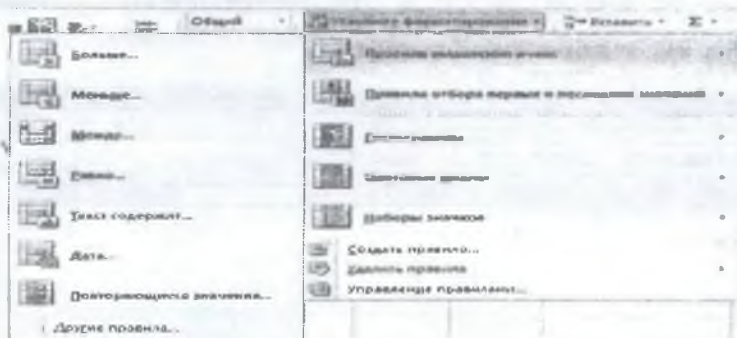 Общий
Условное форматирование
Вставить
Σ
Больше...
Меньше...
Между...
Равно...
Текст содержит...
Дата...
Повторяющиеся значения...
Другие правила...
Правила выделения ячеек
Правила отбора первых и последних значений
Гистограммы
Цветовые шкалы
Наборы значков
Создать правило...
Удалить правила
Управление правилами...